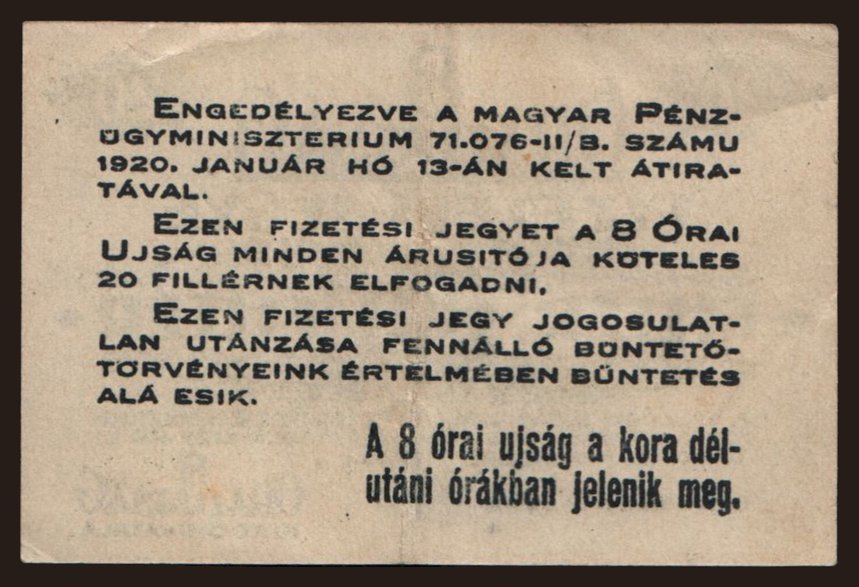 ENGEDÉLYEZVE A MAGYAR PÉNZ-
ÜGYMINISZTERIUM 71.076-II/B. SZÁMU
1920. JANUÁR HÓ 13-ÁN KELT ÁTIRA-
TÁVAL.
EZEN FIZETÉSI JEGYET A 8 ÓRAI
UJSÁG MINDEN ÁRUSITÓJA KÖTELES
20 FILLÉRNEK ELFOGADNI.
EZEN FIZETÉSI JEGY JOGOSULAT-
LAN UTÁNZÁSA FENNÁLLÓ BÜNTETŐ-
TÖRVÉNYEINK ÉRTELMÉBEN BÜNTETÉS
ALÁ ESIK.
A 8 órai ujság a kora dél-
utáni órákban jelenik meg.